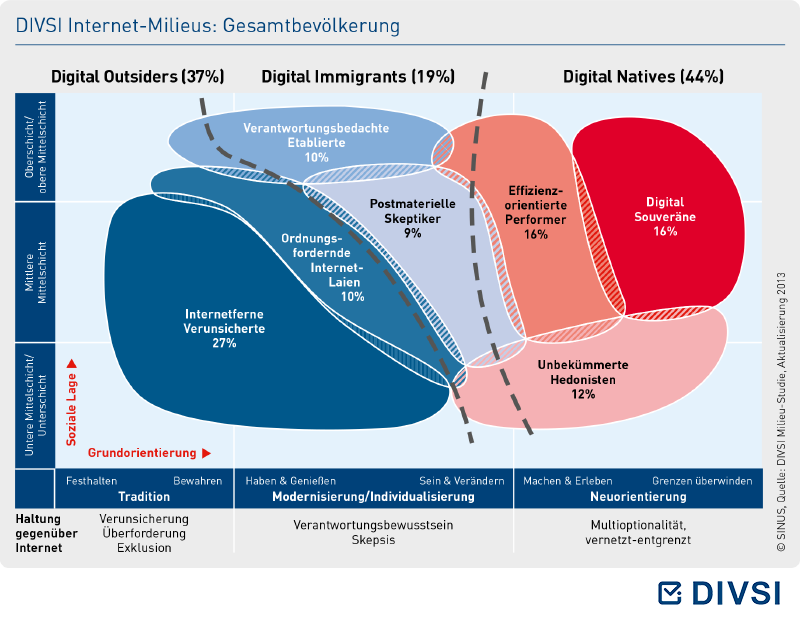 DIVSI Internet-Milieus: Gesamtbevölkerung
Digital Outsiders (37%)
Digital Immigrants (19%)
Digital Natives (44%)
Oberschicht/
obere Mittelschicht
Mittlere
Mittelschicht
Untere Mittelschicht/
Unterschicht
Verantwortungsbedachte
Etablierte
10%
Postmaterielle
Skeptiker
9%
Effizienz-
orientierte
Performer
16%
Digital
Souveräne
16%
Ordnungs-
fordernde
Internet-
Laien
10%
Internetferne
Verunsicherte
27%
Unbekümmerte
Hedonisten
12%
Soziale Lage
Grundorientierung
Festhalten
Bewahren
Tradition
Haben & Genießen
Sein & Verändern
Modernisierung/Individualisierung
Machen & Erleben
Grenzen überwinden
Neuorientierung
Haltung
gegenüber
Internet
Verunsicherung
Überforderung
Exklusion
Verantwortungsbewusstsein
Skepsis
Multioptionalität,
vernetzt-entgrenzt
© SINUS, Quelle: DIVSI Milieu-Studie, Aktualisierung 2013
DIVSI